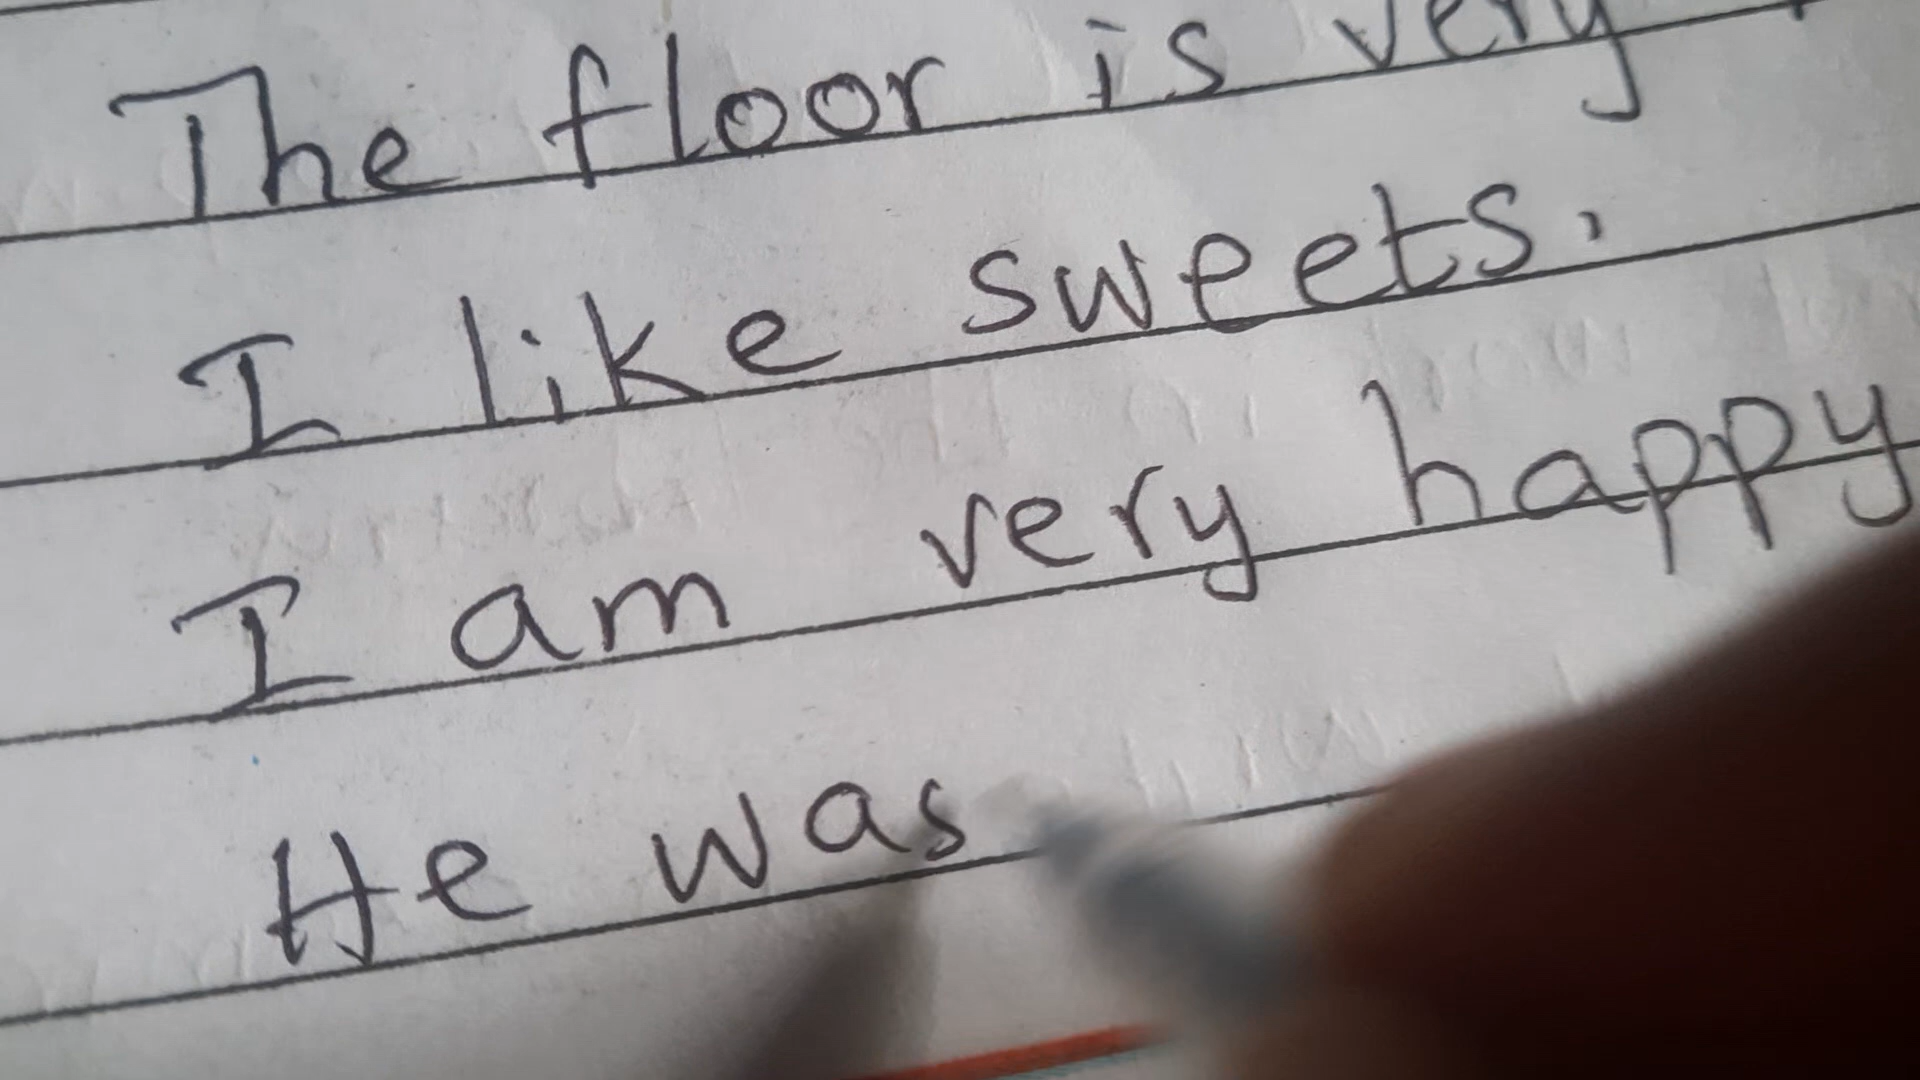 The floor is very
I like sweets.
I am very happy
He was